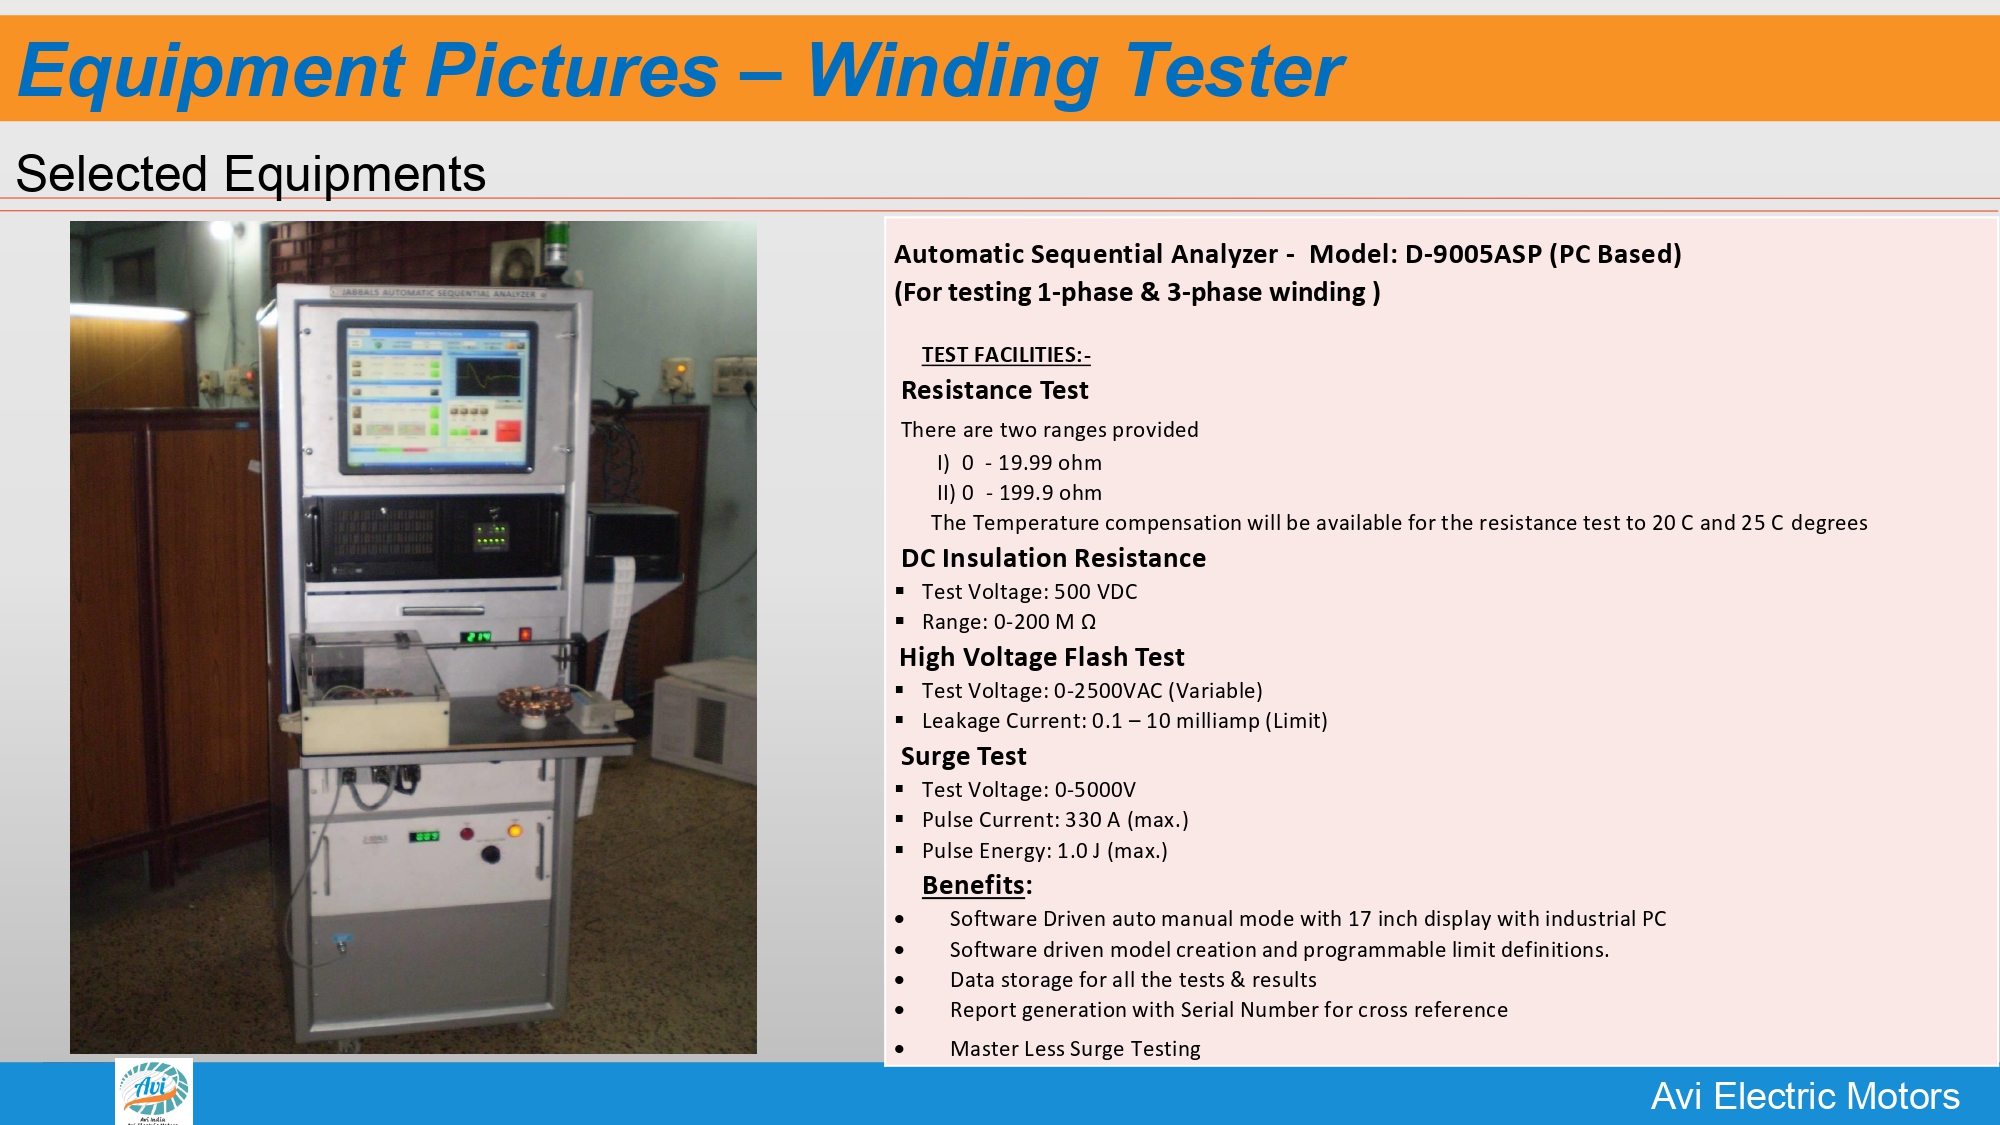 Equipment Pictures – Winding Tester
Selected Equipments
JABBALS AUTOMATIC SEQUENTIAL ANALYZER
Automatic Sequential Analyzer - Model: D-9005ASP (PC Based)
(For testing 1-phase & 3-phase winding )
TEST FACILITIES:-
Resistance Test
There are two ranges provided
I) 0 - 19.99 ohm
II) 0 - 199.9 ohm
The Temperature compensation will be available for the resistance test to 20 C and 25 C degrees
DC Insulation Resistance
▪ Test Voltage: 500 VDC
▪ Range: 0-200 M Ω
High Voltage Flash Test
▪ Test Voltage: 0-2500VAC (Variable)
▪ Leakage Current: 0.1 – 10 milliamp (Limit)
Surge Test
▪ Test Voltage: 0-5000V
▪ Pulse Current: 330 A (max.)
▪ Pulse Energy: 1.0 J (max.)
Benefits:
• Software Driven auto manual mode with 17 inch display with industrial PC
• Software driven model creation and programmable limit definitions.
• Data storage for all the tests & results
• Report generation with Serial Number for cross reference
• Master Less Surge Testing
Avi
Avi India
Avi Electric Motors